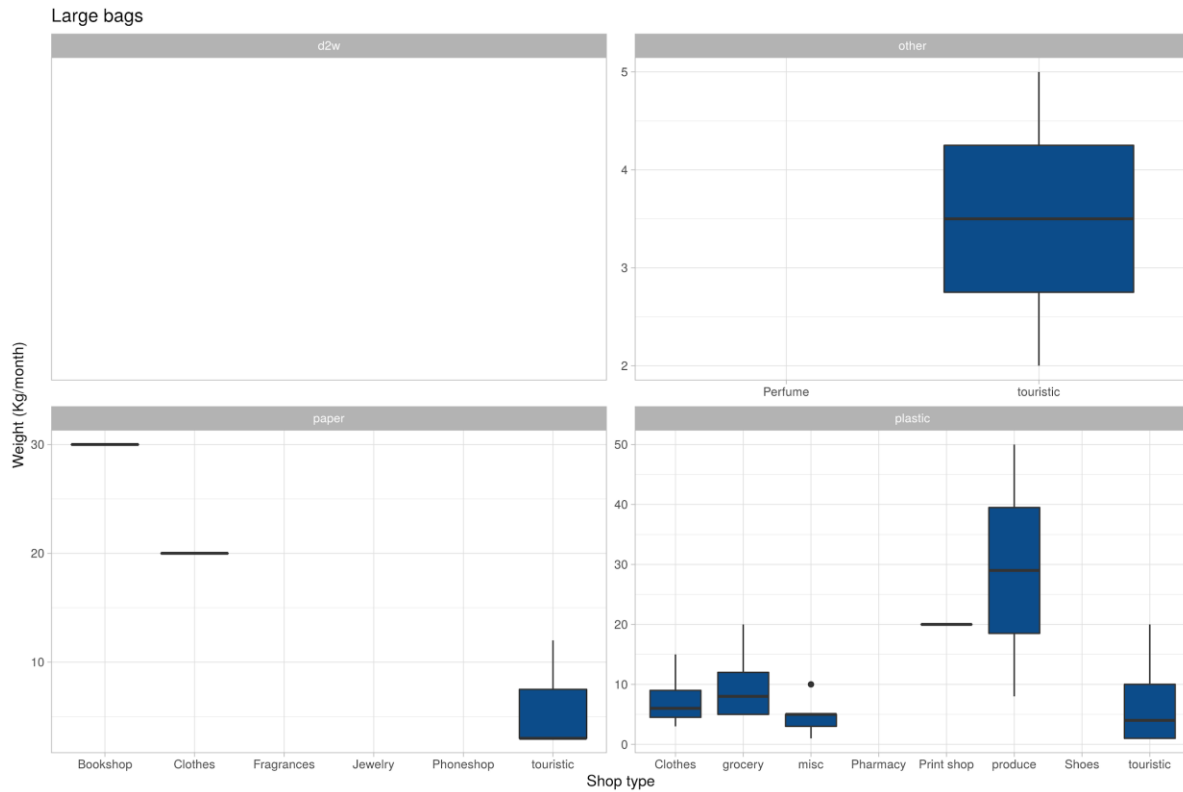 Large bags
d2w
other
5
4
3
2
Perfume touristic
Weight (Kg/month)
paper
30
20
10
Bookshop Clothes Fragrances Jewelry Phoneshop touristic
plastic
50
40
30
20
10
0
Clothes grocery misc Pharmacy Print shop produce Shoes touristic
Shop type